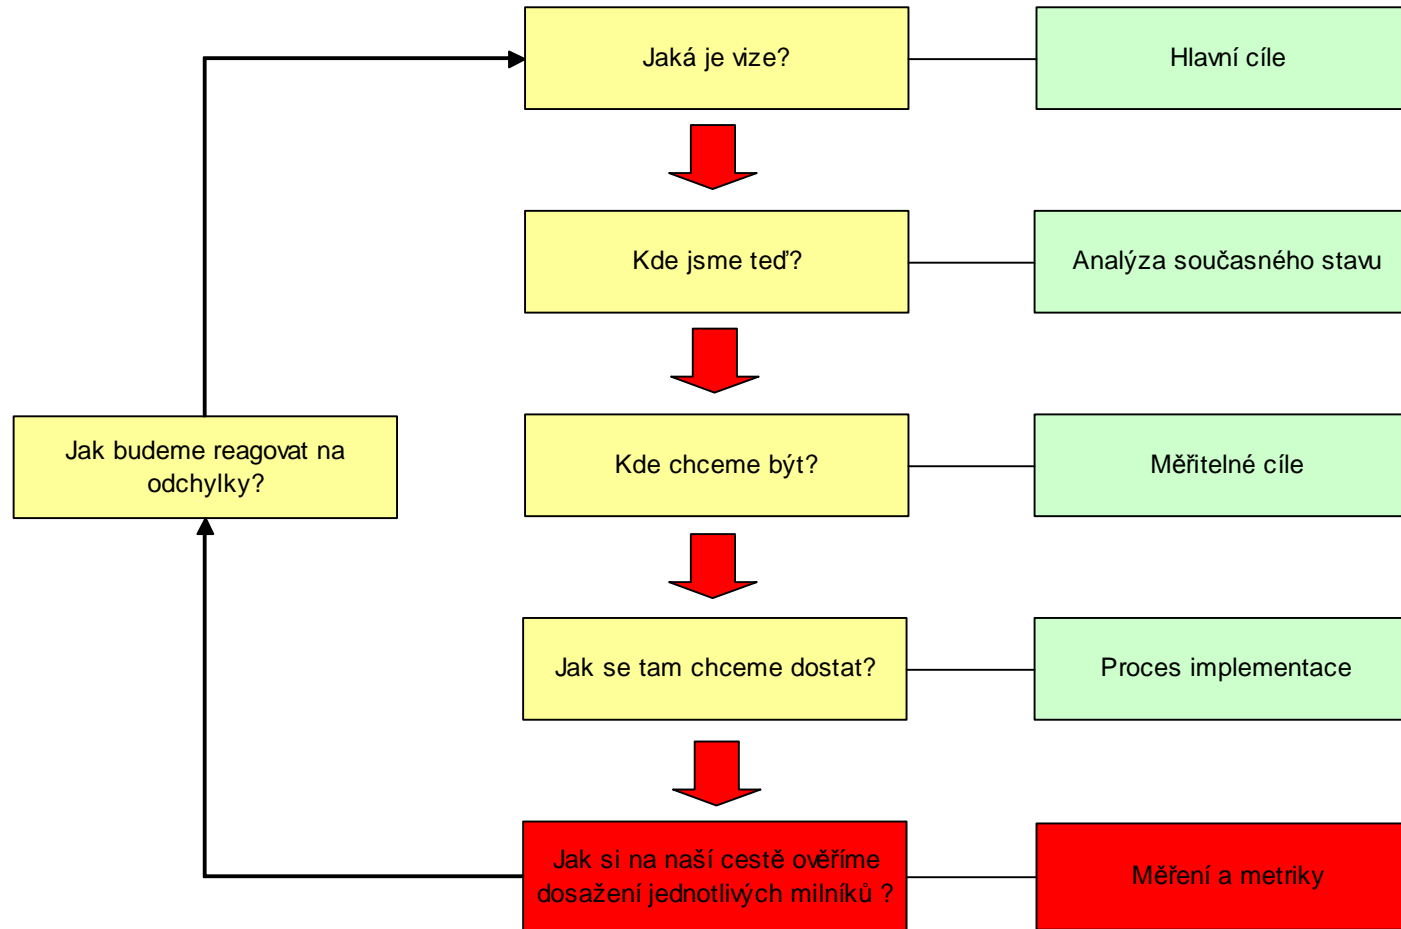 Jaká je vize?
Hlavní cíle
Kde jsme teď?
Analýza současného stavu
Jak budeme reagovat na
odchylky?
Kde chceme být?
Měřitelné cíle
Jak se tam chceme dostat?
Proces implementace
Jak si na naší cestě ověříme
dosažení jednotlivých milníků ?
Měření a metriky